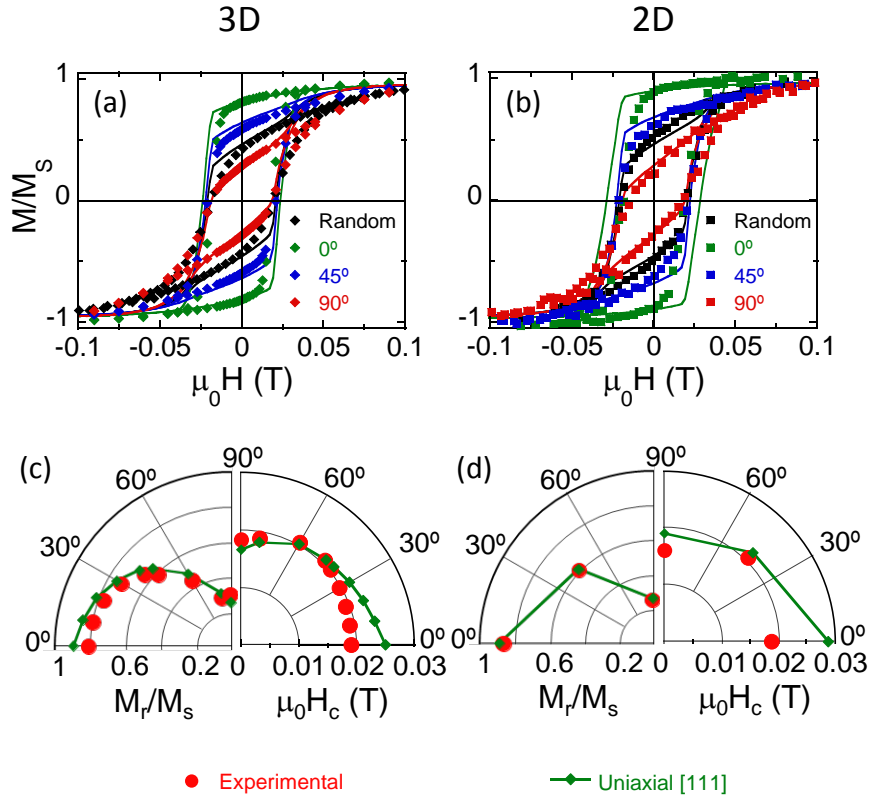 3D
2D
(a)
1
0
-1
M/M_S
Random
0º
45º
90º
-0.1
-0.05
0
0.05
0.1
μ₀H (T)
(b)
1
0
-1
Random
0º
45º
90º
-0.1
-0.05
0
0.05
0.1
μ₀H (T)
(c)
90º
60º
60º
30º
30º
0º
0º
1
0.6
0.2
0
0.01
0.02
0.03
M_r/M_s
μ₀H_c (T)
(d)
90º
60º
60º
30º
30º
0º
0º
1
0.6
0.2
0
0.01
0.02
0.03
M_r/M_s
μ₀H_c (T)
Experimental
Uniaxial [111]